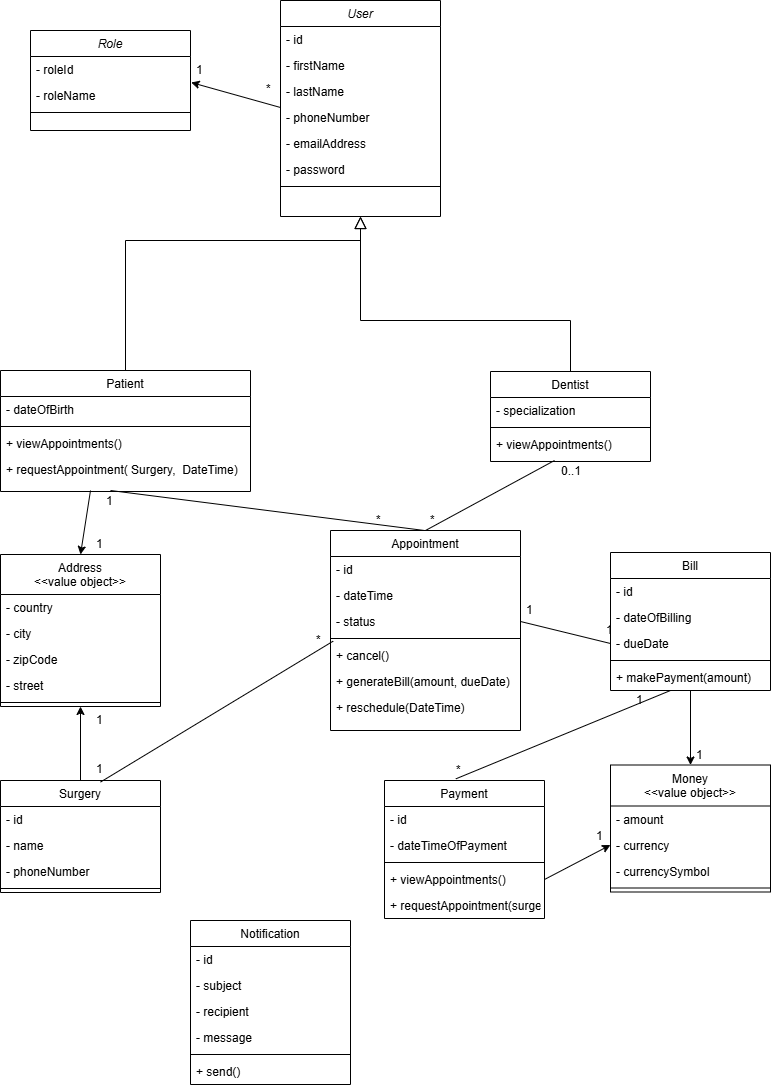 User
- id
- firstName
- lastName
- phoneNumber
- emailAddress
- password
Role
- roleId
- roleName
1
*
Patient
- dateOfBirth
+ viewAppointments()
+ requestAppointment( Surgery,  DateTime)
Dentist
- specialization
+ viewAppointments()
0..1
1
*
*
1
Address
<<value object>>
- country
- city
- zipCode
- street
1
Appointment
- id
- dateTime
- status
+ cancel()
+ generateBill(amount, dueDate)
+ reschedule(DateTime)
*
1
1
1
Bill
- id
- dateOfBilling
- dueDate
+ makePayment(amount)
1
*
1
Surgery
- id
- name
- phoneNumber
Payment
- id
- dateTimeOfPayment
+ viewAppointments()
+ requestAppointment(surge
1
Money
<<value object>>
- amount
- currency
- currencySymbol
Notification
- id
- subject
- recipient
- message
+ send()